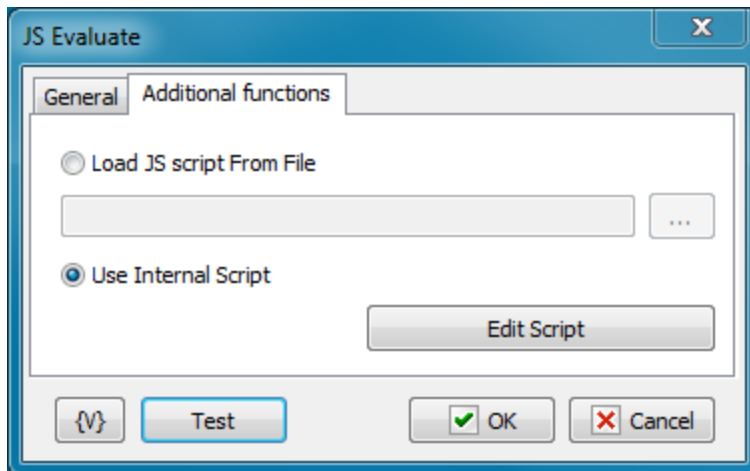 JS Evaluate
General Additional functions
Load JS script From File
...
Use Internal Script
Edit Script
{V} Test OK Cancel